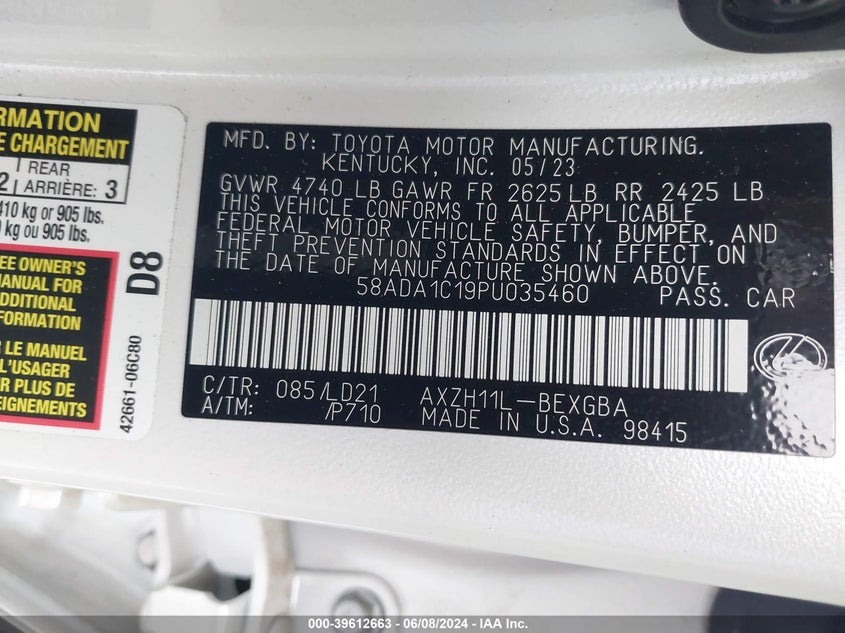 RMATION
E CHARGEMENT
2
REAR
ARRIÈRE: 3
410 kg or 905 lbs.
kg ou 905 lbs.
EE OWNER'S
MANUAL FOR
ADDITIONAL
FORMATION
R LE MANUEL
L'USAGER
R PLUS DE
EIGNEMENTS
D8
42661-06C80
MFD. BY: TOYOTA MOTOR MANUFACTURING.
KENTUCKY, INC. 05/23
GVWR 4740 LB GAWR FR 2625 LB RR 2425 LB
THIS VEHICLE CONFORMS TO ALL APPLICABLE
FEDERAL MOTOR VEHICLE SAFETY, BUMPER, AND
THEFT PREVENTION STANDARDS IN EFFECT ON
THE DATE OF MANUFACTURE SHOWN ABOVE.
58ADA1C19PU035460 PASS. CAR
C/TR: 085/LD21 AXZH11L-BEXGBA
A/TM: /P710 MADE IN U.S.A. 98415
000-39612663 - 06/08/2024 - IAA Inc.